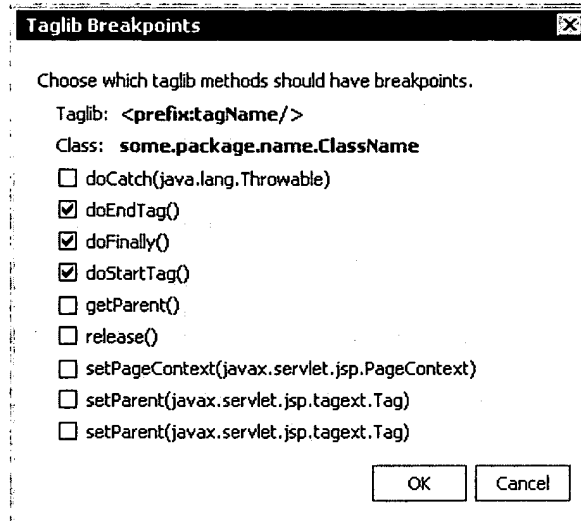 Taglib Breakpoints
Choose which taglib methods should have breakpoints.
Taglib: <prefix:tagName/>
Class: some.package.name.ClassName
doCatch(java.lang.Throwable)
doEndTag()
doFinally()
doStartTag()
getParent()
release()
setPageContext(javax.servlet.jsp.PageContext)
setParent(javax.servlet.jsp.tagext.Tag)
setParent(javax.servlet.jsp.tagext.Tag)
OK Cancel